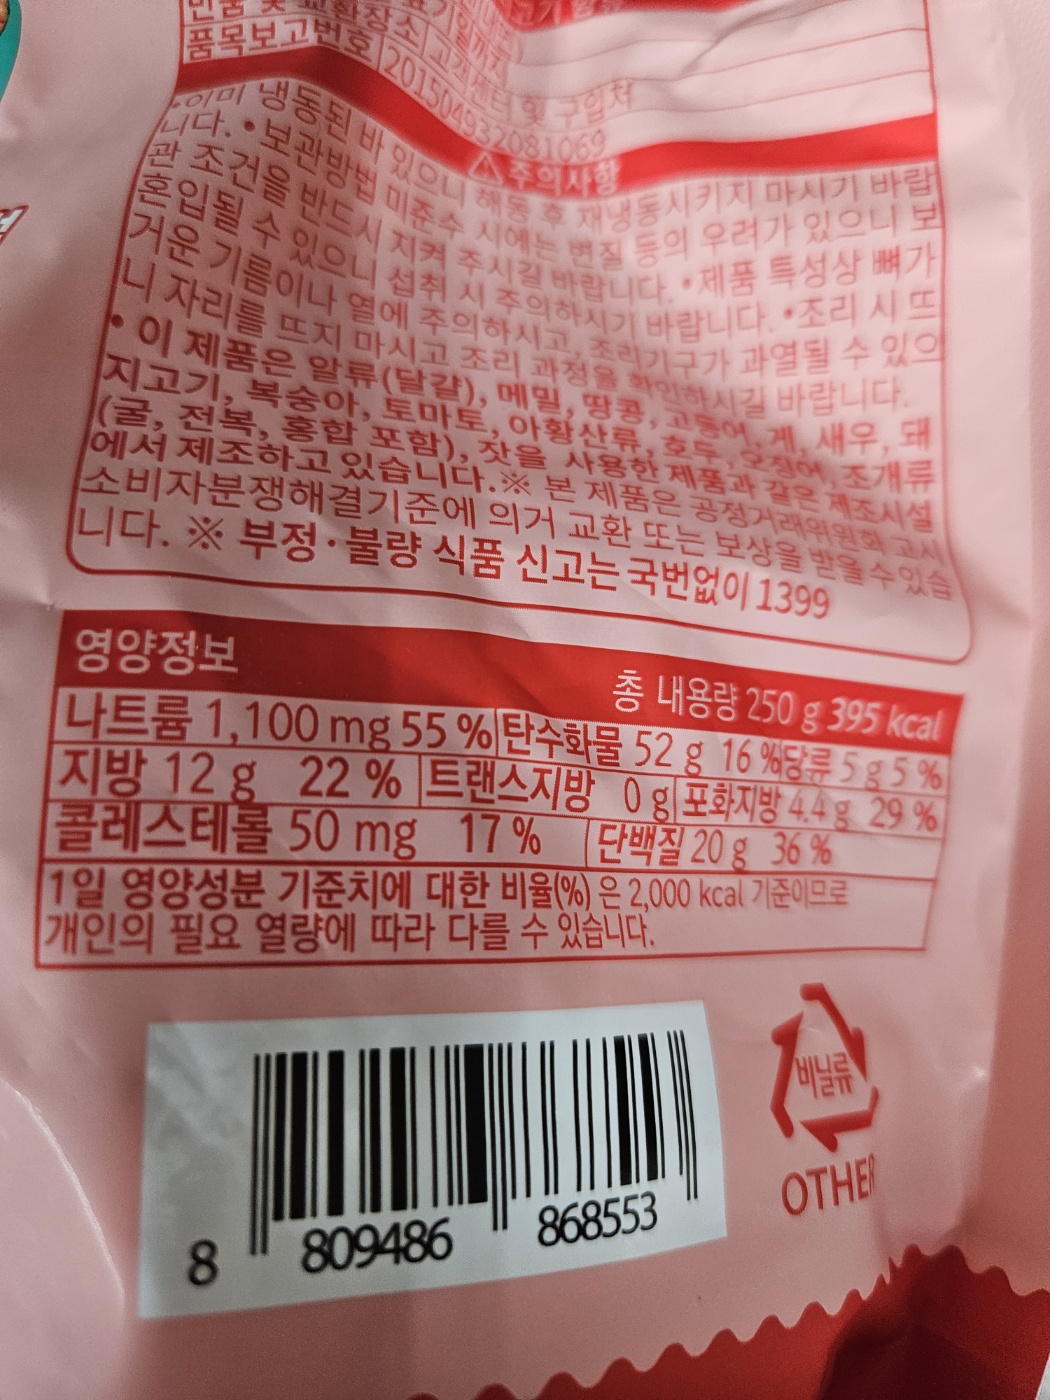 품목보고번호 20150493208​1069
고객센터 및 구입처
⚠주의사항
•이미 냉동된 바 있으니 해동 후 재냉동시키지 마시기 바랍
니다. •보관방법 미준수 시에는 변질 등의 우려가 있으니 보
관 조건을 반드시 지켜 주시길 바랍니다. •제품 특성상 뼈가
혼입될 수 있으니 섭취 시 주의하시기 바랍니다. •조리 시 뜨
거운 기름이나 열에 주의하시고, 조리기구가 과열될 수 있으
니 자리를 뜨지 마시고 조리 과정을 확인하시길 바랍니다.
• 이 제품은 알류(달걀), 메밀, 땅콩, 고등어, 게, 새우, 돼
지고기, 복숭아, 토마토, 아황산류, 호두, 오징어, 조개류
(굴, 전복, 홍합 포함), 잣을 사용한 제품과 같은 제조시설
에서 제조하고 있습니다. ※ 본 제품은 공정거래위원회 고시
소비자분쟁해결기준에 의거 교환 또는 보상을 받을 수 있습
니다. ※ 부정·불량 식품 신고는 국번없이 1399
영양정보
총 내용량 250 g 395 kcal
나트륨 1,100 mg 55 % 탄수화물 52 g 16 % 당류 5 g 5 %
지방 12 g 22 % 트랜스지방 0 g 포화지방 4.4 g 29 %
콜레스테롤 50 mg 17 % 단백질 20 g 36 %
1일 영양성분 기준치에 대한 비율(%) 은 2,000 kcal 기준이므로
개인의 필요 열량에 따라 다를 수 있습니다.
비닐류
OTHER
8 809486 868553